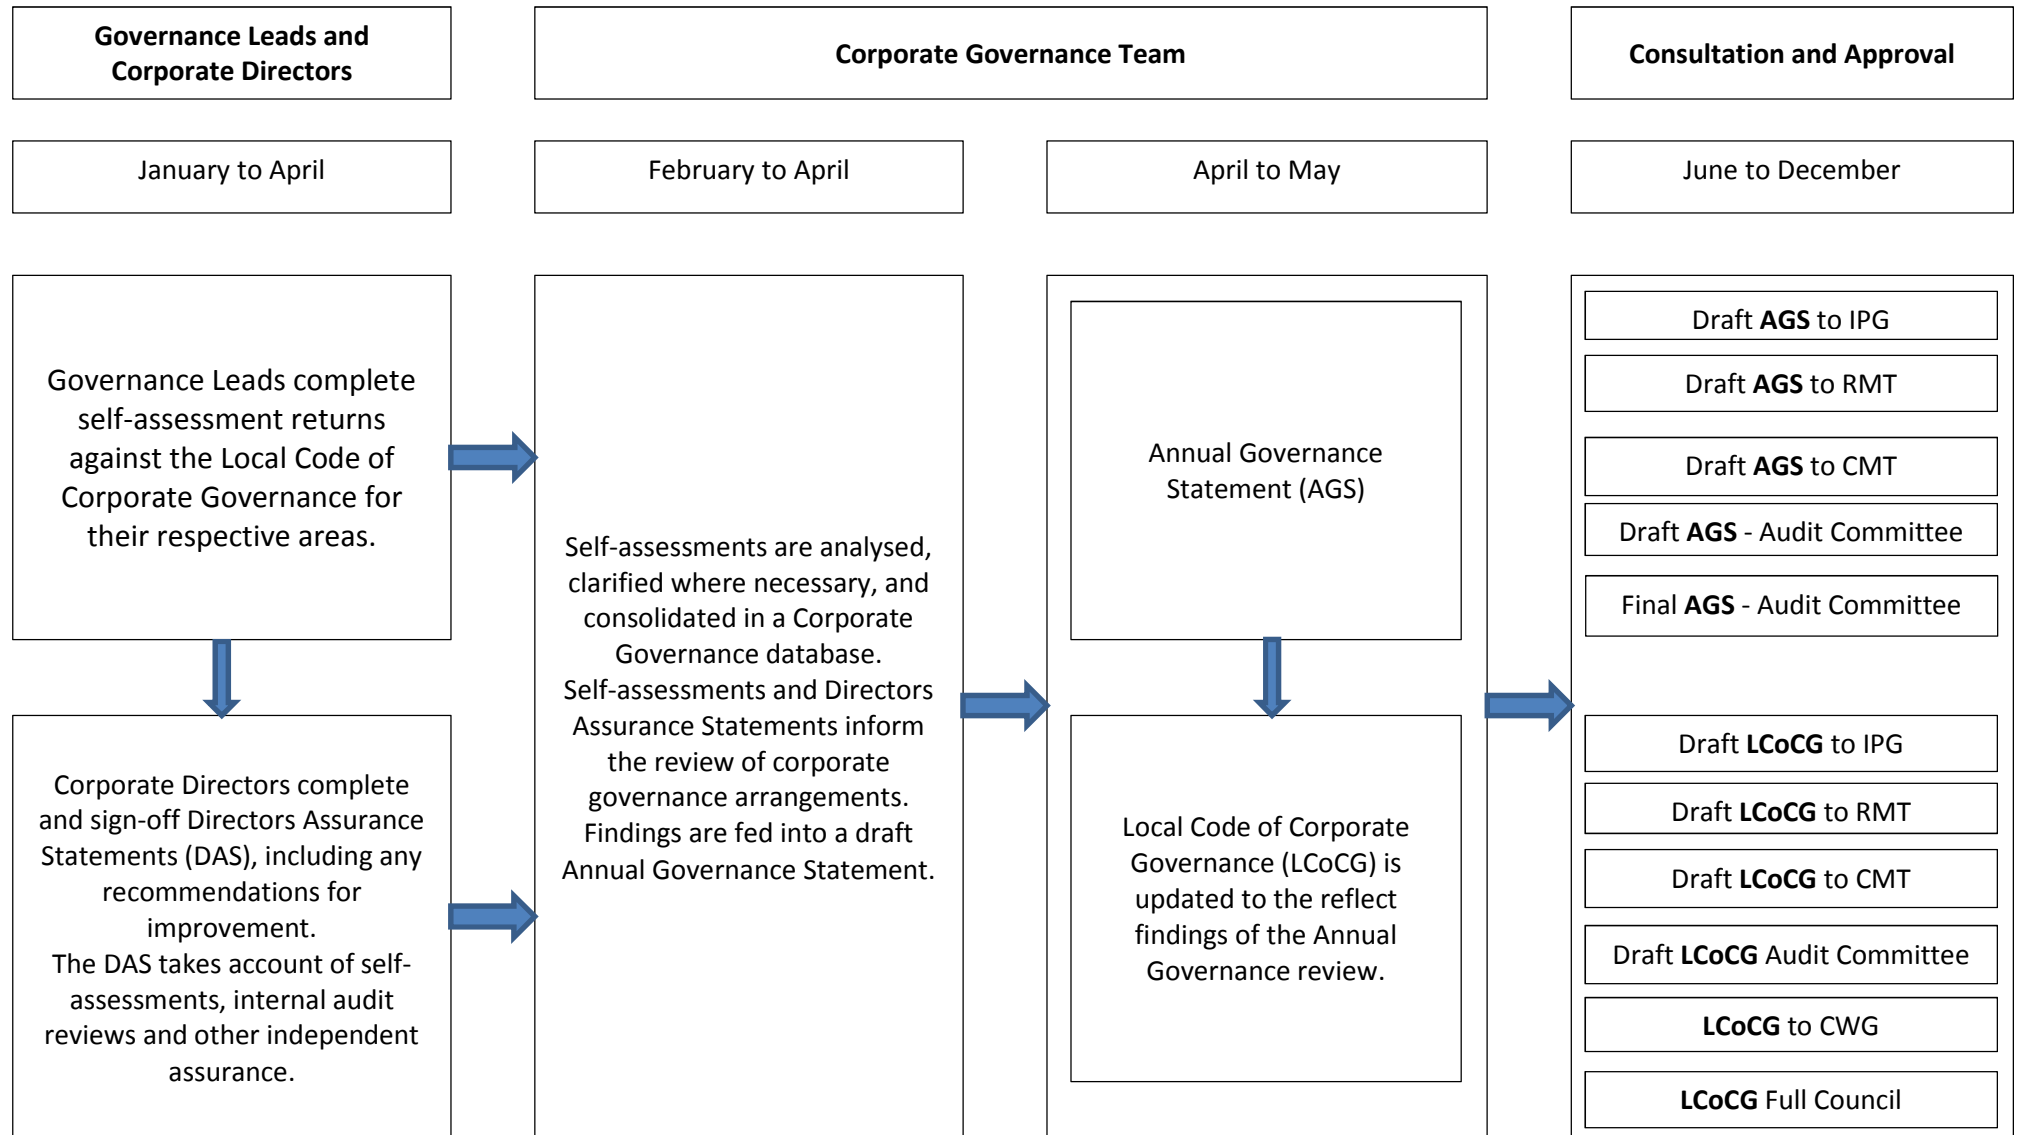 Governance Leads and
Corporate Directors
Corporate Governance Team
Consultation and Approval
January to April
February to April
April to May
June to December
Governance Leads complete
self-assessment returns
against the Local Code of
Corporate Governance for
their respective areas.
Corporate Directors complete
and sign-off Directors Assurance
Statements (DAS), including any
recommendations for
improvement.
The DAS takes account of self-
assessments, internal audit
reviews and other independent
assurance.
Self-assessments are analysed,
clarified where necessary, and
consolidated in a Corporate
Governance database.
Self-assessments and Directors
Assurance Statements inform
the review of corporate
governance arrangements.
Findings are fed into a draft
Annual Governance Statement.
Annual Governance
Statement (AGS)
Local Code of Corporate
Governance (LCoCG) is
updated to the reflect
findings of the Annual
Governance review.
Draft AGS to IPG
Draft AGS to RMT
Draft AGS to CMT
Draft AGS - Audit Committee
Final AGS - Audit Committee
Draft LCoCG to IPG
Draft LCoCG to RMT
Draft LCoCG to CMT
Draft LCoCG Audit Committee
LCoCG to CWG
LCoCG Full Council